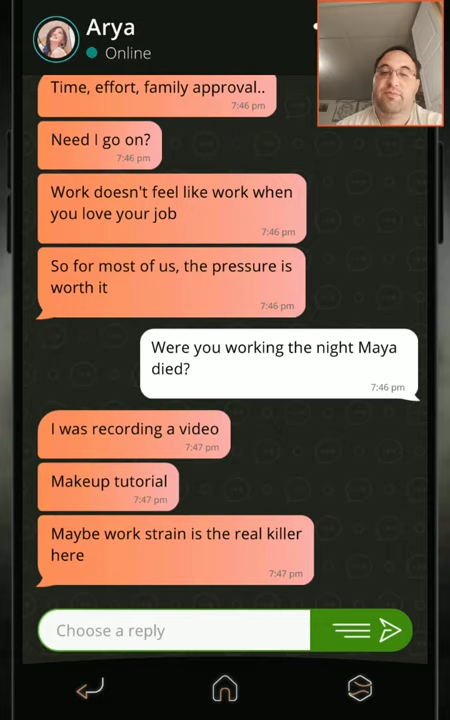 Arya
Online
Time, effort, family approval..
7:46 pm
Need I go on?
7:46 pm
Work doesn't feel like work when
you love your job
7:46 pm
So for most of us, the pressure is
worth it
7:46 pm
Were you working the night Maya
died?
7:46 pm
I was recording a video
7:47 pm
Makeup tutorial
7:47 pm
Maybe work strain is the real killer
here
7:47 pm
Choose a reply